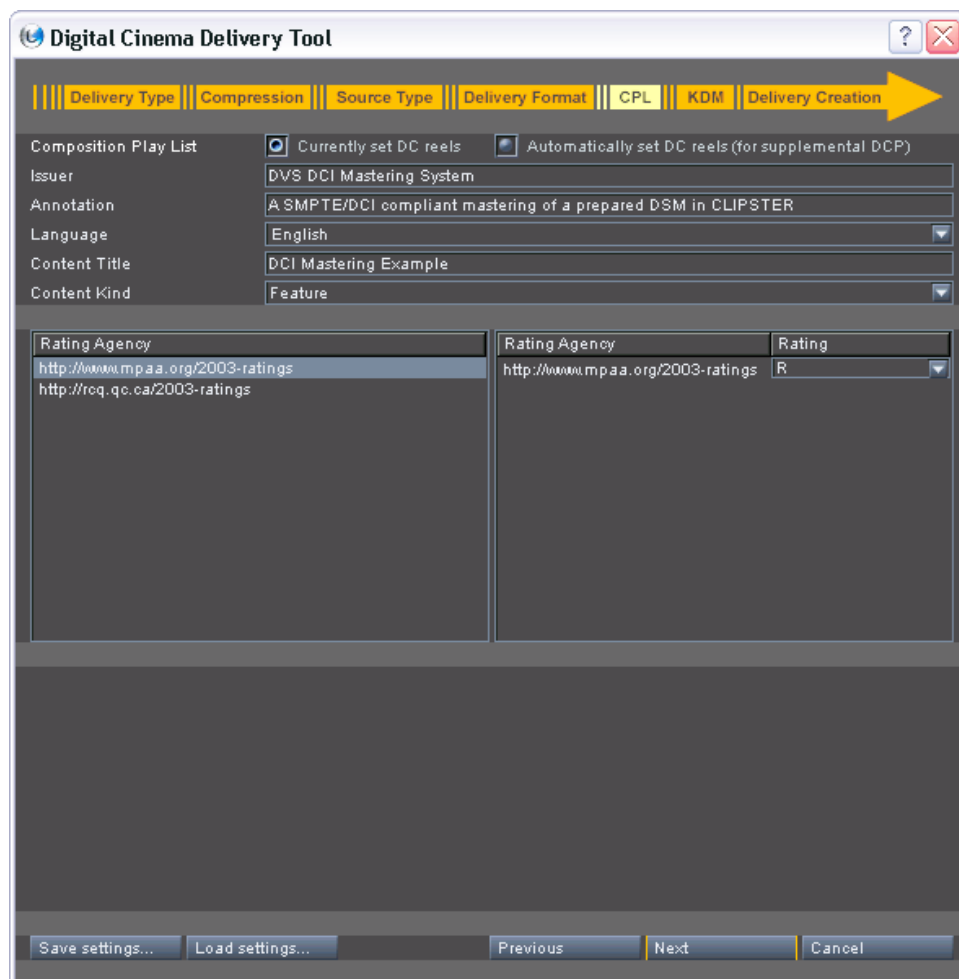 Digital Cinema Delivery Tool
?
Delivery Type Compression Source Type Delivery Format CPL KDM Delivery Creation
Composition Play List Currently set DC reels Automatically set DC reels (for supplemental DCP)
Issuer DVS DCI Mastering System
Annotation A SMPTE/DCI compliant mastering of a prepared DSM in CLIPSTER
Language English
Content Title DCI Mastering Example
Content Kind Feature
Rating Agency Rating Agency Rating
http://www.mpaa.org/2003-ratings http://www.mpaa.org/2003-ratings R
http://rcq.qc.ca/2003-ratings
Save settings... Load settings... Previous Next Cancel